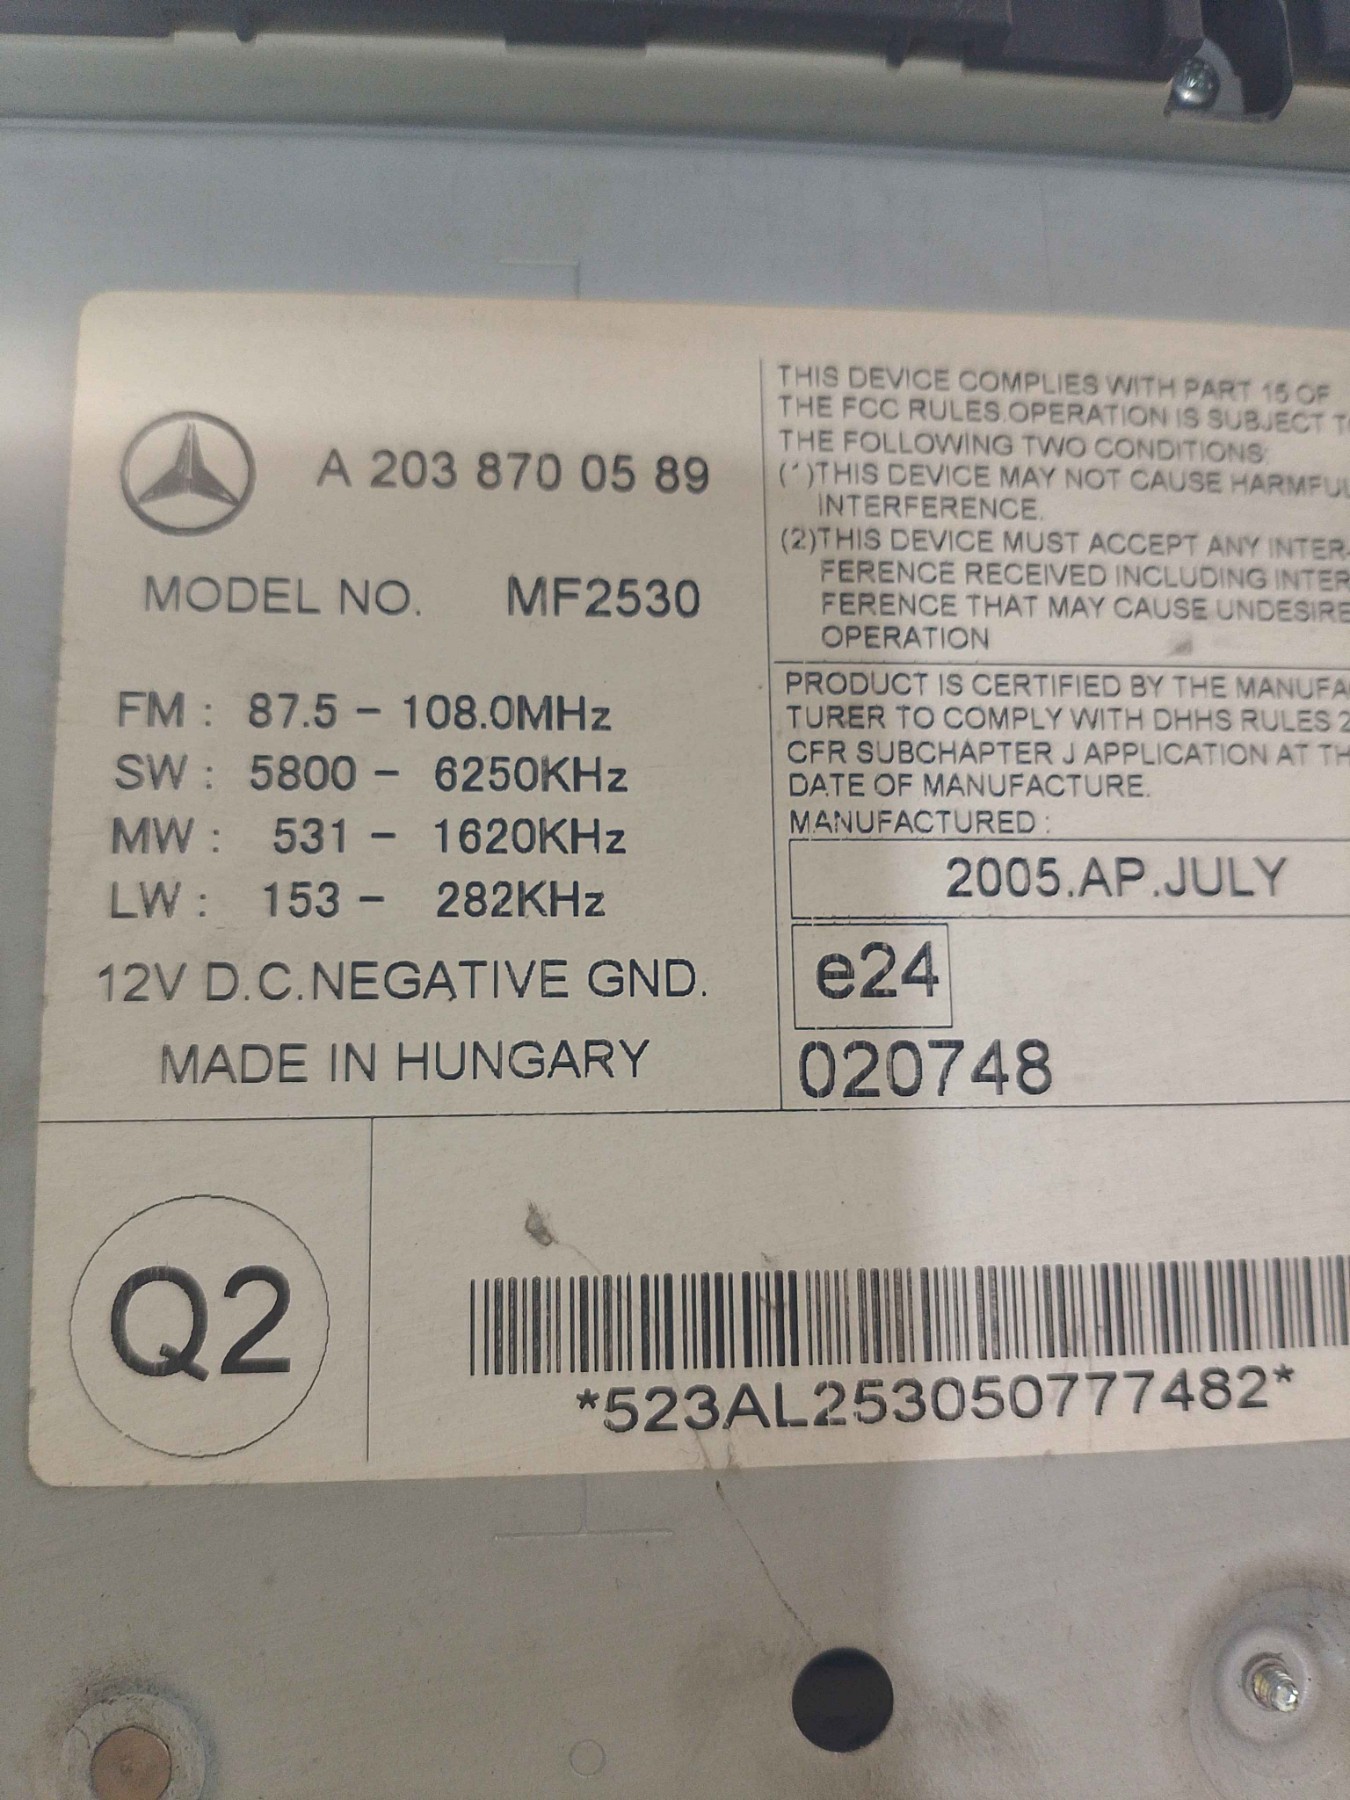 A 203 870 05 89
MODEL NO. MF2530
FM : 87.5 - 108.0MHz
SW : 5800 - 6250KHz
MW : 531 - 1620KHz
LW : 153 - 282KHz
12V D.C.NEGATIVE GND.
MADE IN HUNGARY
THIS DEVICE COMPLIES WITH PART 15 OF
THE FCC RULES.OPERATION IS SUBJECT TO
THE FOLLOWING TWO CONDITIONS:
(1)THIS DEVICE MAY NOT CAUSE HARMFUL
INTERFERENCE.
(2)THIS DEVICE MUST ACCEPT ANY INTER-
FERENCE RECEIVED INCLUDING INTER
FERENCE THAT MAY CAUSE UNDESIRE
OPERATION
PRODUCT IS CERTIFIED BY THE MANUFA
TURER TO COMPLY WITH DHHS RULES 2
CFR SUBCHAPTER J APPLICATION AT TH
DATE OF MANUFACTURE.
MANUFACTURED :
2005.AP.JULY
e24
020748
Q2
*523AL253050777482*